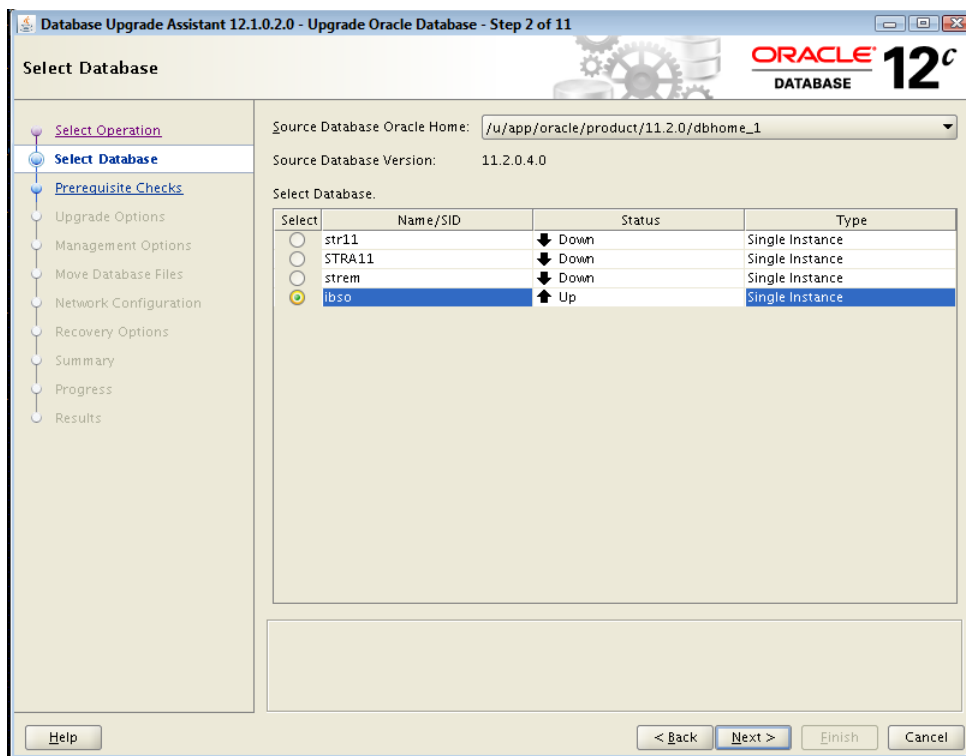 Database Upgrade Assistant 12.1.0.2.0 - Upgrade Oracle Database - Step 2 of 11
Select Database
ORACLE
DATABASE
12c
Select Operation
Select Database
Prerequisite Checks
Upgrade Options
Management Options
Move Database Files
Network Configuration
Recovery Options
Summary
Progress
Results
Source Database Oracle Home: /u/app/oracle/product/11.2.0/dbhome_1
Source Database Version: 11.2.0.4.0
Select Database.
Select Name/SID Status Type
str11 Down Single Instance
STRA11 Down Single Instance
strem Down Single Instance
ibso Up Single Instance
Help < Back Next > Finish Cancel